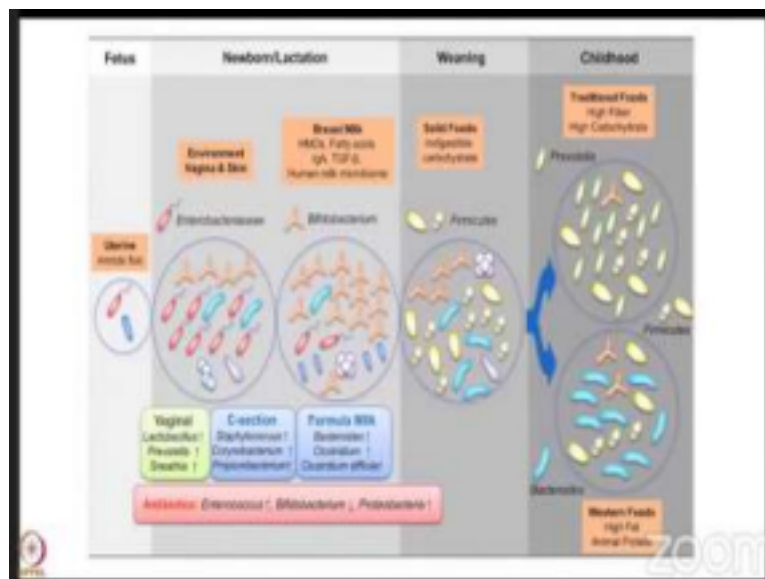 Fetus
Newborn/Lactation
Weaning
Childhood
Uterine
Environment
Vagina & Skin
Enterobacteriaceae
Breast Milk
HMOs, Fatty acids
IgA, TGF-β,
Human milk microbiome
Bifidobacterium
Solid Foods
Indigestible
carbohydrate
Firmicutes
Traditional Foods
High Fiber
High Carbohydrate
Prevotella
Firmicutes
Vaginal
Lactobacillus↑
Prevotella ↑
Sneathia ↑
C-section
Staphylococcus↑
Corynebacterium ↑
Propionibacterium↑
Formula Milk
Bacteroides↑
Clostridium ↑
Clostridium difficile↑
Antibiotics: Enterococcus↑, Bifidobacterium↓, Proteobacteria↑
Bacteroides
Western Foods
High Fat
Animal Protein
NPTEL
zoom